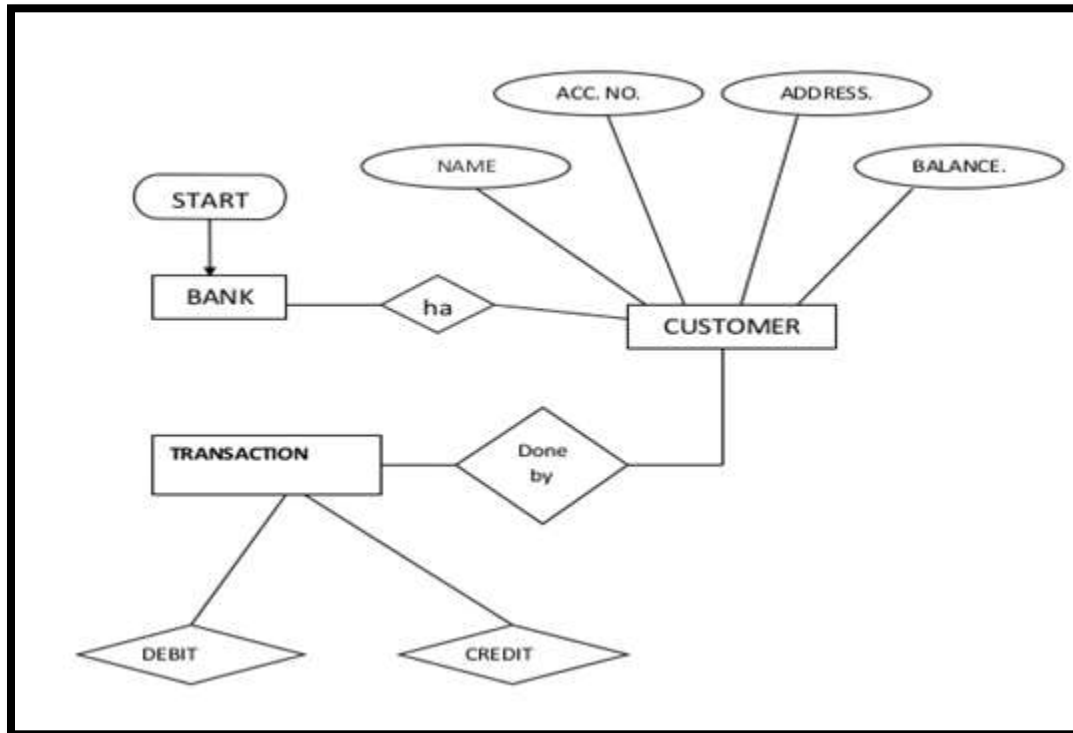 ACC. NO.
ADDRESS.
NAME
BALANCE.
START
BANK
ha
CUSTOMER
TRANSACTION
Done
by
DEBIT
CREDIT